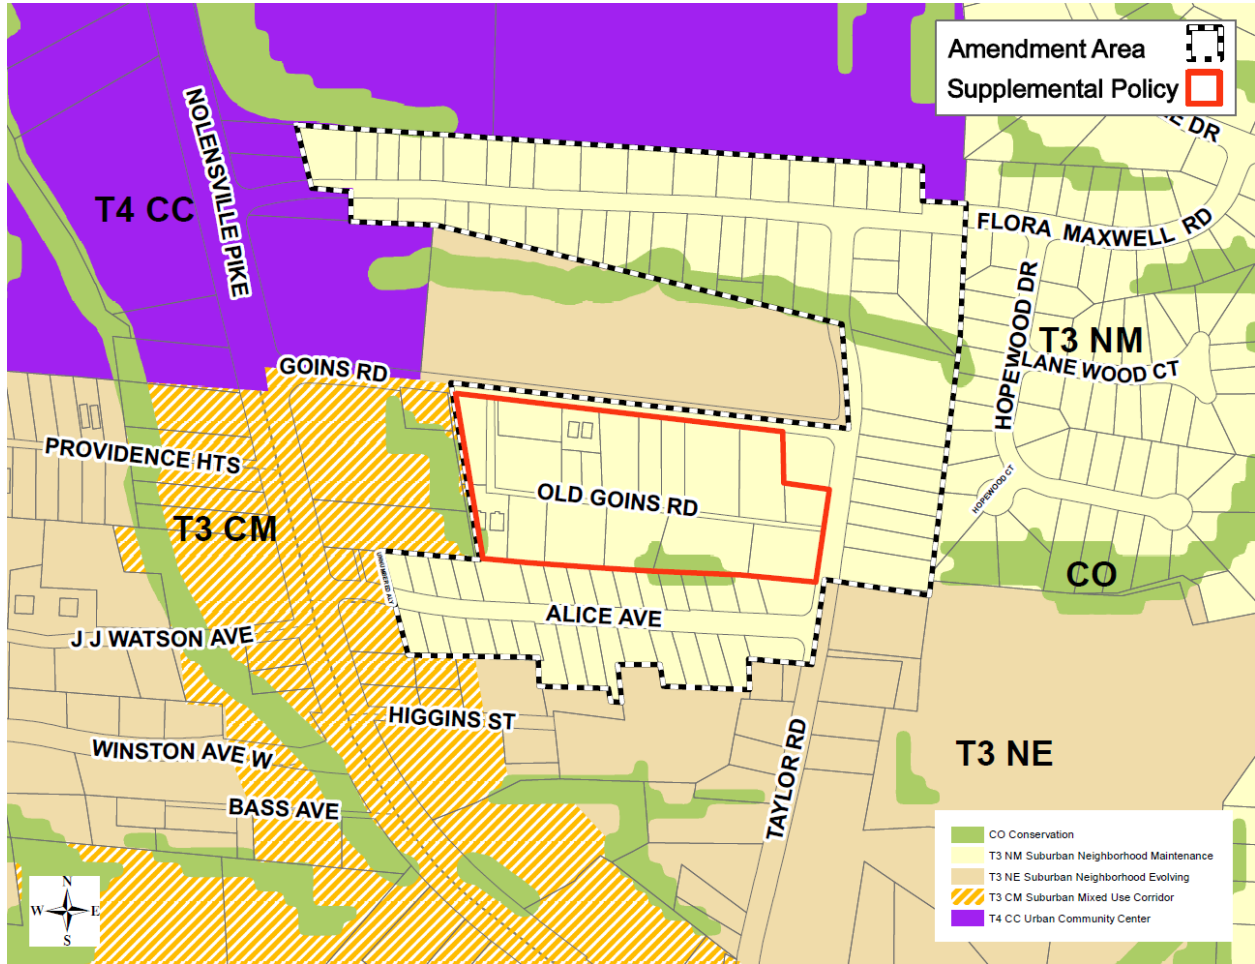 Amendment Area
Supplemental Policy
E DR
NOLENSVILLE PIKE
T4 CC
FLORA MAXWELL RD
HOPEWOOD DR
T3 NM
LANE WOOD CT
GOINS RD
PROVIDENCE HTS
HOPEWOOD CT
OLD GOINS RD
T3 CM
CO
UNNUMBERED ALY
ALICE AVE
J J WATSON AVE
HIGGINS ST
WINSTON AVE W
T3 NE
TAYLOR RD
BASS AVE
CO Conservation
T3 NM Suburban Neighborhood Maintenance
T3 NE Suburban Neighborhood Evolving
T3 CM Suburban Mixed Use Corridor
T4 CC Urban Community Center
N
W E
S